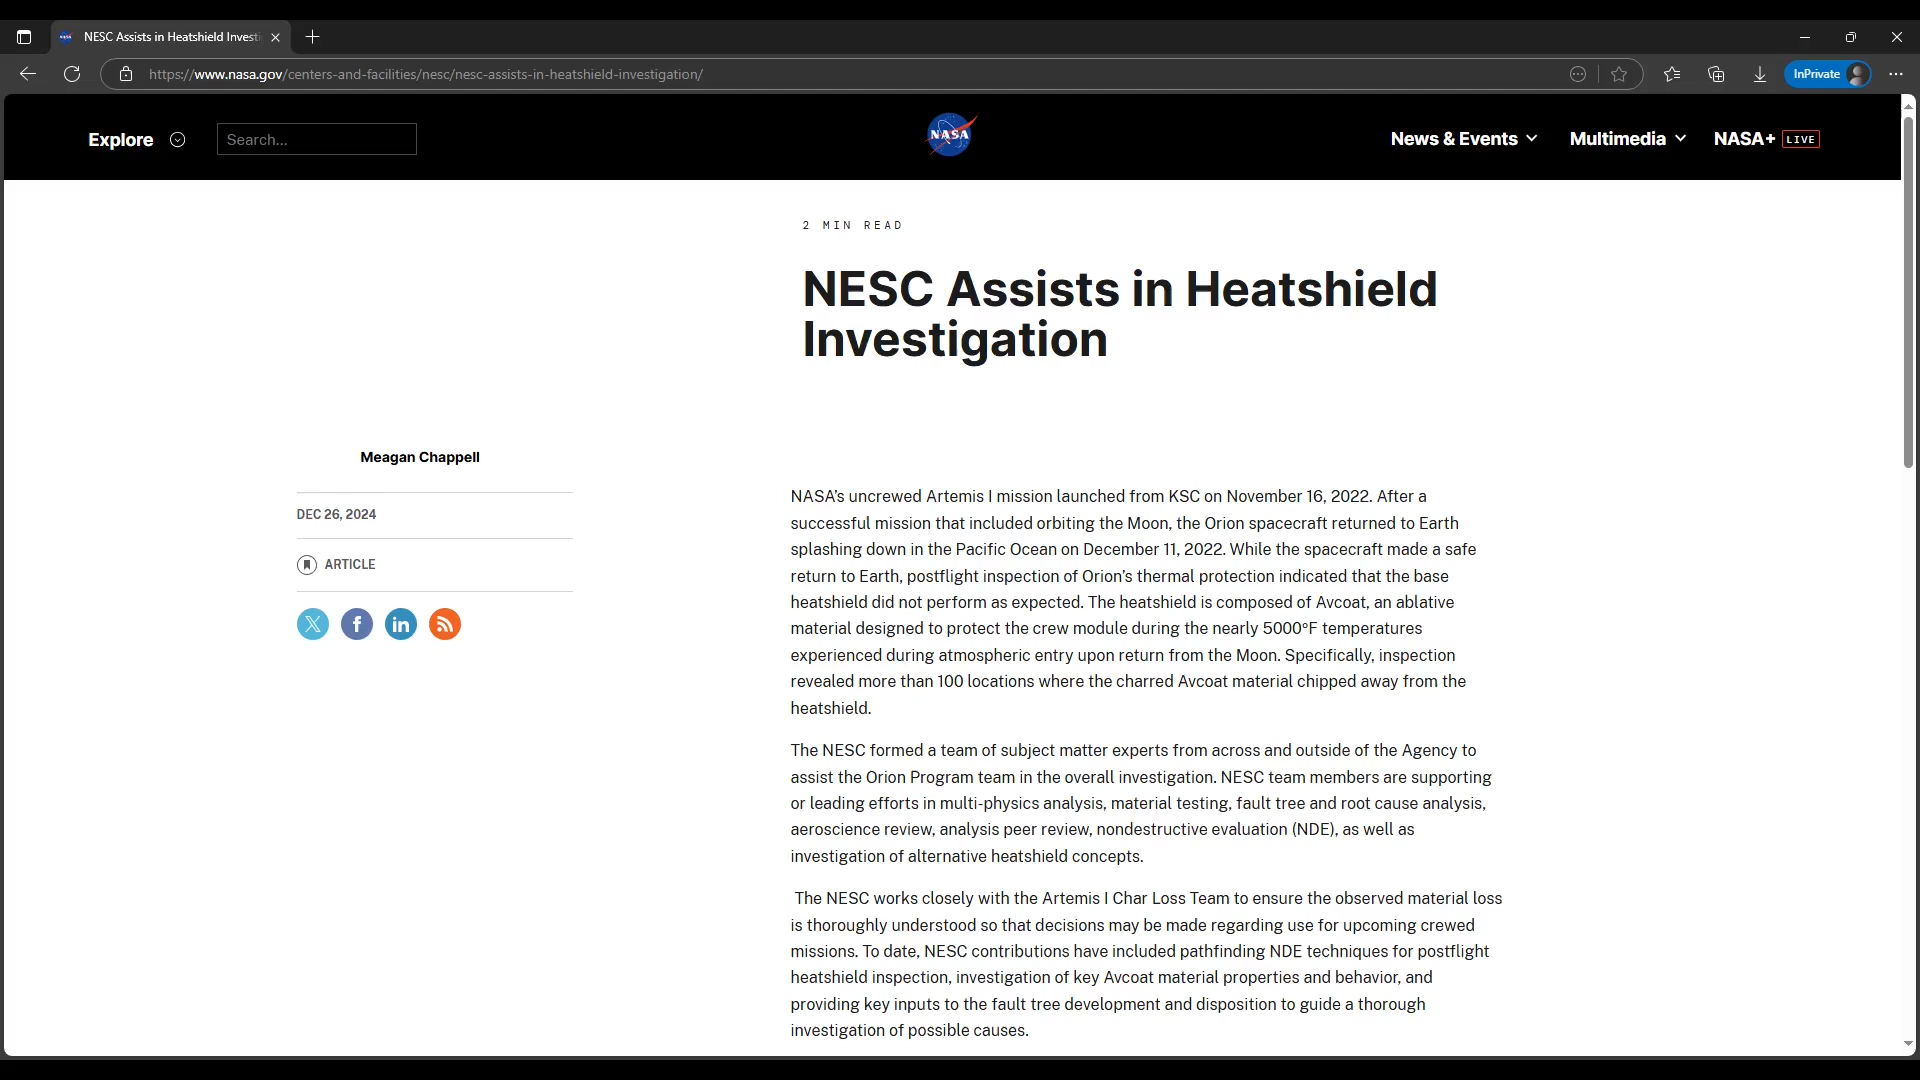 NESC Assists in Heatshield Investi
https://www.nasa.gov/centers-and-facilities/nesc/nesc-assists-in-heatshield-investigation/
InPrivate
Explore
Search...
NASA
News & Events
Multimedia
NASA+ LIVE
2 MIN READ
NESC Assists in Heatshield
Investigation
Meagan Chappell
DEC 26, 2024
ARTICLE
NASA’s uncrewed Artemis I mission launched from KSC on November 16, 2022. After a
successful mission that included orbiting the Moon, the Orion spacecraft returned to Earth
splashing down in the Pacific Ocean on December 11, 2022. While the spacecraft made a safe
return to Earth, postflight inspection of Orion’s thermal protection indicated that the base
heatshield did not perform as expected. The heatshield is composed of Avcoat, an ablative
material designed to protect the crew module during the nearly 5000°F temperatures
experienced during atmospheric entry upon return from the Moon. Specifically, inspection
revealed more than 100 locations where the charred Avcoat material chipped away from the
heatshield.
The NESC formed a team of subject matter experts from across and outside of the Agency to
assist the Orion Program team in the overall investigation. NESC team members are supporting
or leading efforts in multi-physics analysis, material testing, fault tree and root cause analysis,
aeroscience review, analysis peer review, nondestructive evaluation (NDE), as well as
investigation of alternative heatshield concepts.
The NESC works closely with the Artemis I Char Loss Team to ensure the observed material loss
is thoroughly understood so that decisions may be made regarding use for upcoming crewed
missions. To date, NESC contributions have included pathfinding NDE techniques for postflight
heatshield inspection, investigation of key Avcoat material properties and behavior, and
providing key inputs to the fault tree development and disposition to guide a thorough
investigation of possible causes.